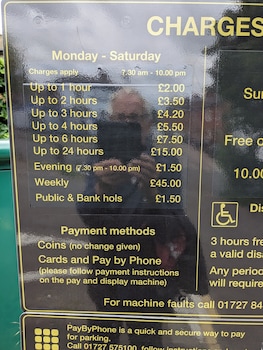 CHARGES
Monday - Saturday
Charges apply 7.30 am - 10.00 pm
Up to 1 hour £2.00
Up to 2 hours £3.50
Up to 3 hours £4.20
Up to 4 hours £5.50
Up to 6 hours £7.50
Up to 24 hours £15.00
Evening (7.30 pm - 10.00 pm) £1.50
Weekly £45.00
Public & Bank hols £1.50
Payment methods
Coins (no change given)
Cards and Pay by Phone
(please follow payment instructions
on the pay and display machine)
Su
Free o
10.00
Dis
3 hours fre
a valid disa
Any period
will require
For machine faults call 01727 84
PayByPhone is a quick and secure way to pay
for parking.
Call 01727 575100, follow